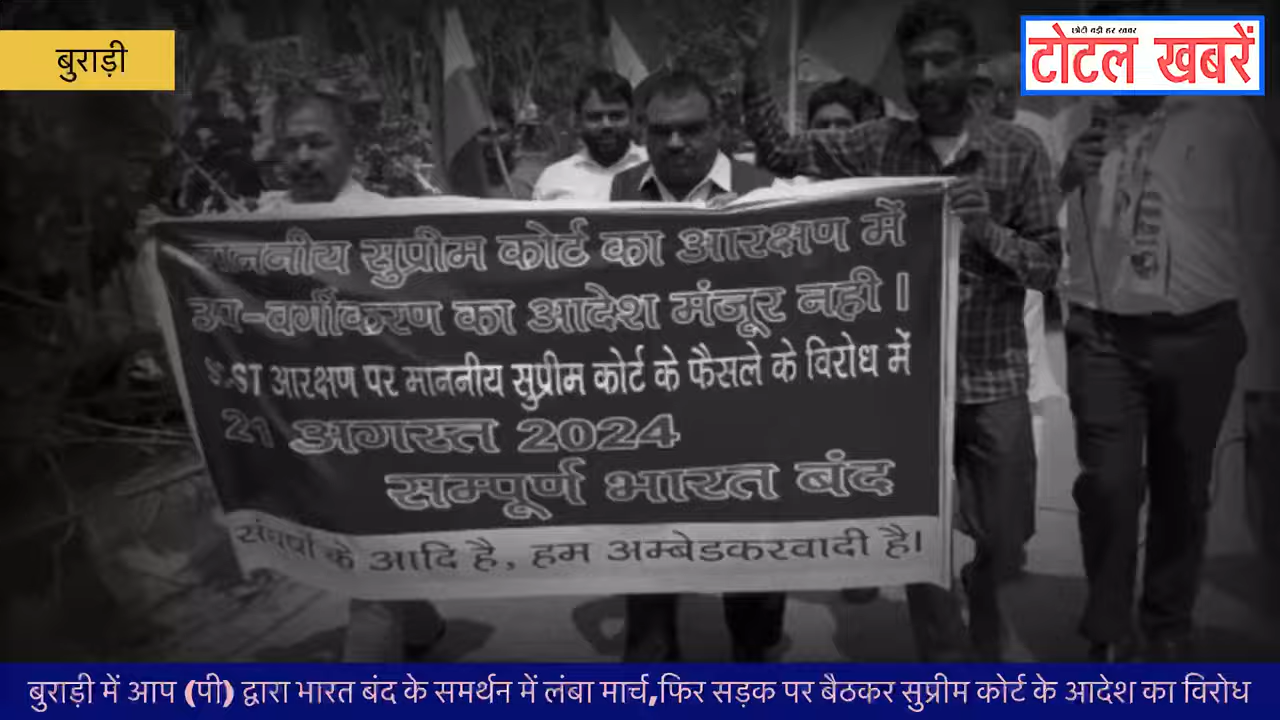 बुराड़ी
छोटी बड़ी हर खबर
टोटल खबरें
माननीय सुप्रीम कोर्ट का आरक्षण में
उप-वर्गीकरण का आदेश मंजूर नही।
SC,ST आरक्षण पर माननीय सुप्रीम कोर्ट के फैसले के विरोध में
21 अगस्त 2024
सम्पूर्ण भारत बंद
संघर्षो के आदि है, हम अम्बेडकरवादी है।
बुराड़ी में आप (पी) द्वारा भारत बंद के समर्थन में लंबा मार्च,फिर सड़क पर बैठकर सुप्रीम कोर्ट के आदेश का विरोध